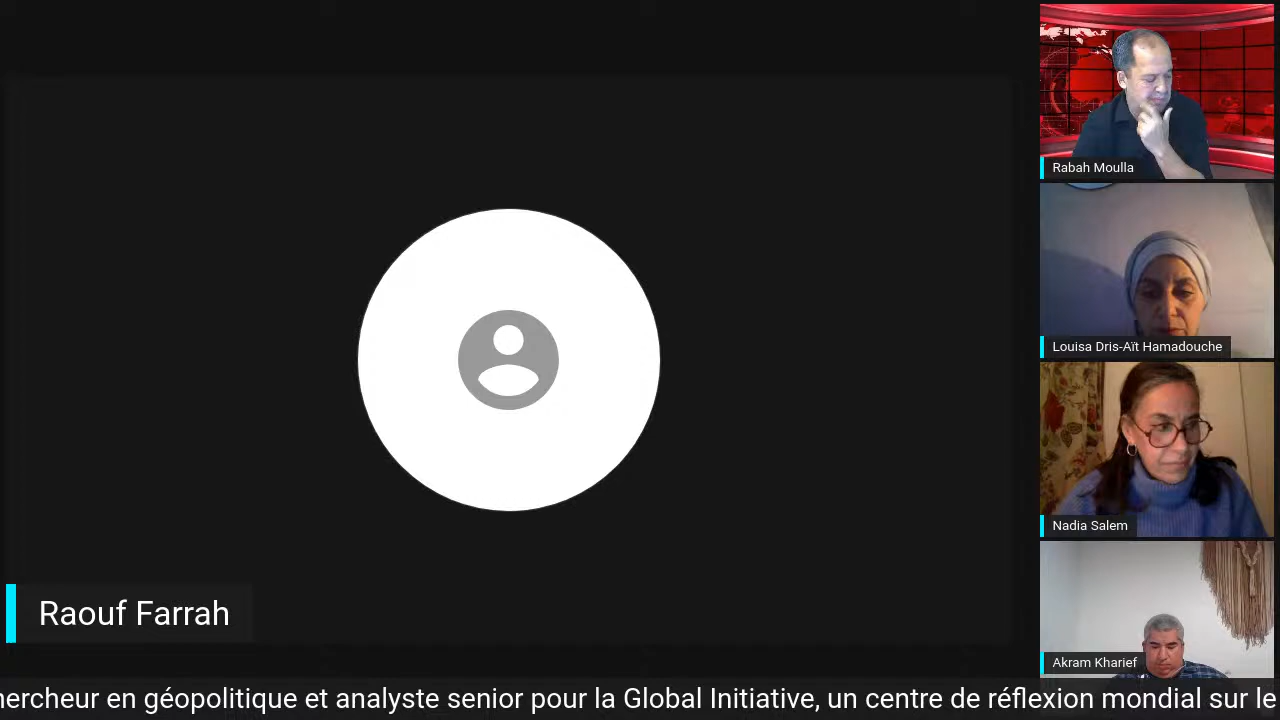 Rabah Moulla
Louisa Dris-Aït Hamadouche
Nadia Salem
Akram Kharief
Raouf Farrah
hercheur en géopolitique et analyste senior pour la Global Initiative, un centre de réflexion mondial sur le